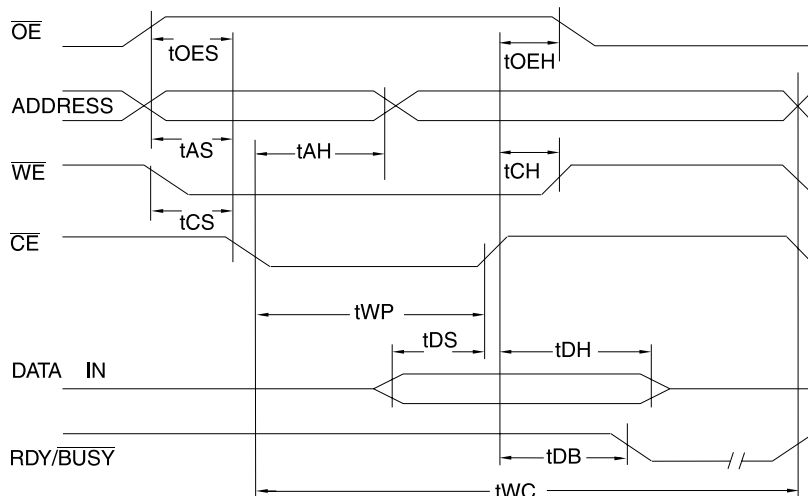 OE
tOES
tOEH
ADDRESS
tAS
tAH
tCH
WE
tCS
CE
tWP
tDS
tDH
DATA IN
RDY/BUSY
tDB
tWC